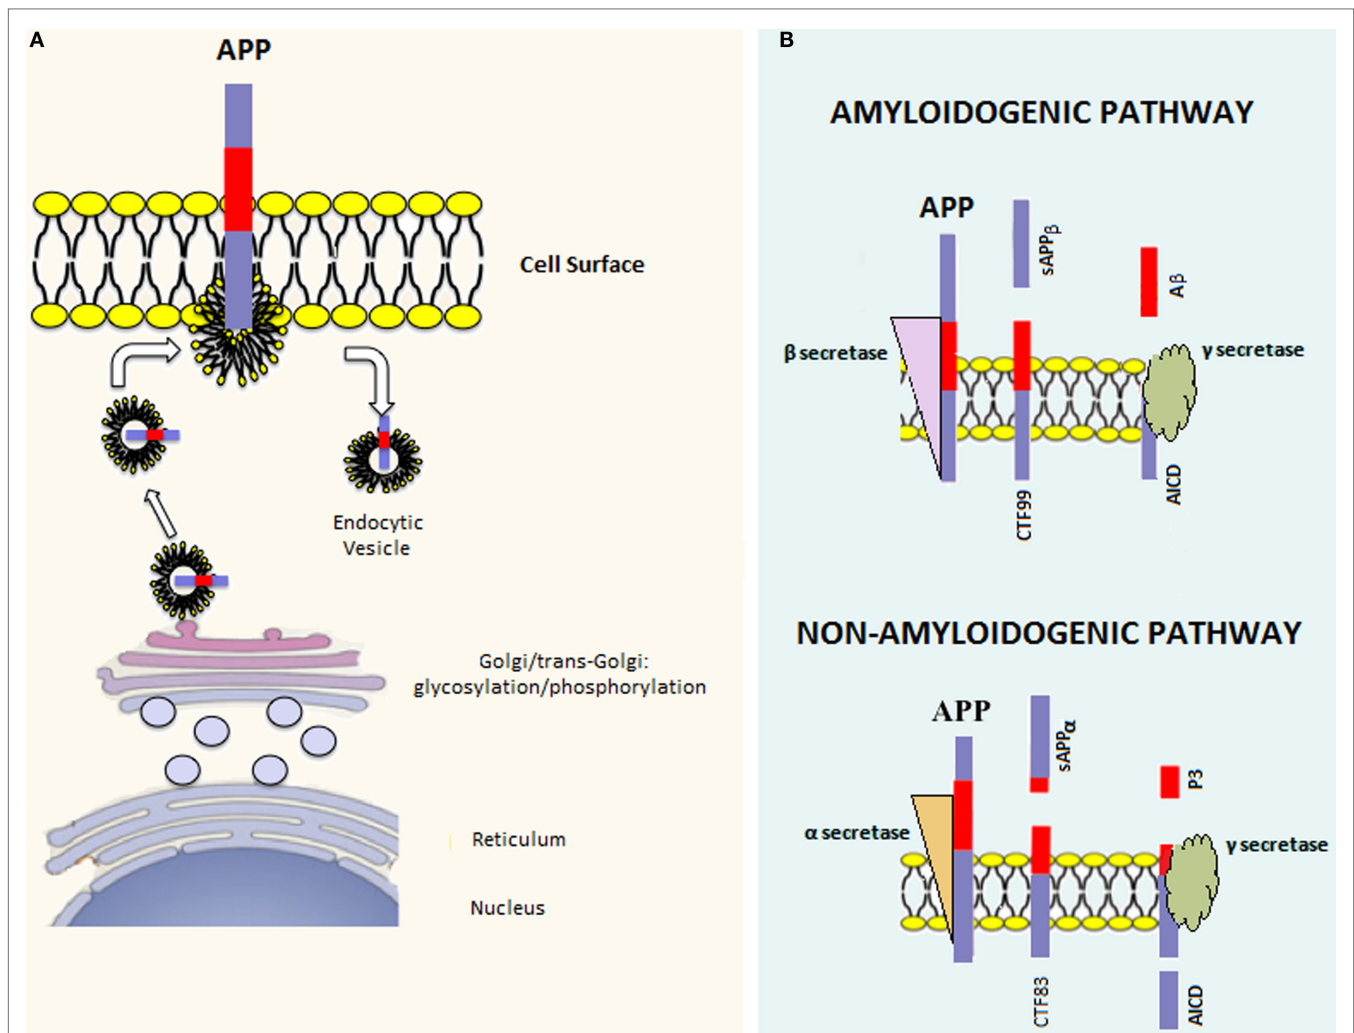 A
APP
Cell Surface
Endocytic
Vesicle
Golgi/trans-Golgi:
glycosylation/phosphorylation
Reticulum
Nucleus
B
AMYLOIDOGENIC PATHWAY
APP
sAPPβ
Aβ
β secretase
γ secretase
CTF99
AICD
NON-AMYLOIDOGENIC PATHWAY
APP
sAPPα
P3
α secretase
γ secretase
CTF83
AICD